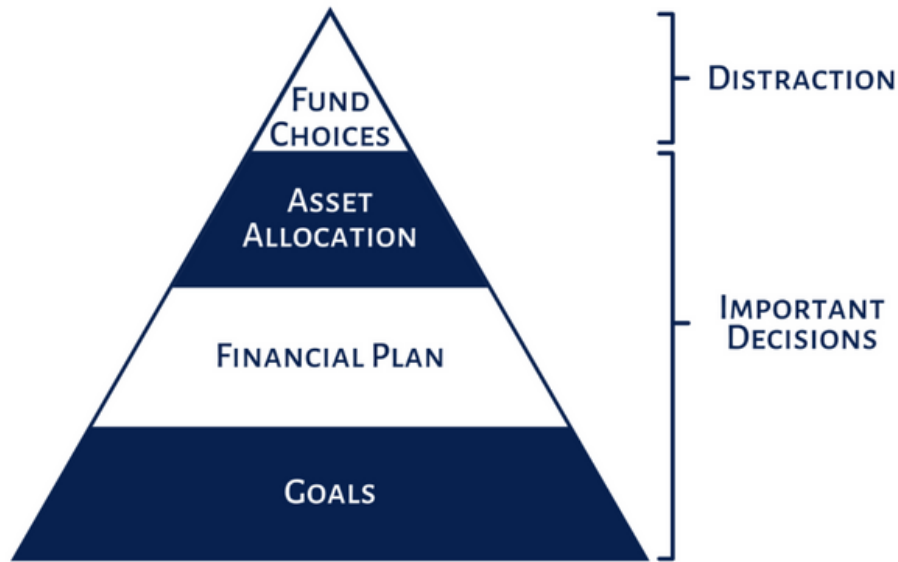 Fund
Choices
Distraction
Asset
Allocation
Financial Plan
Important
Decisions
Goals